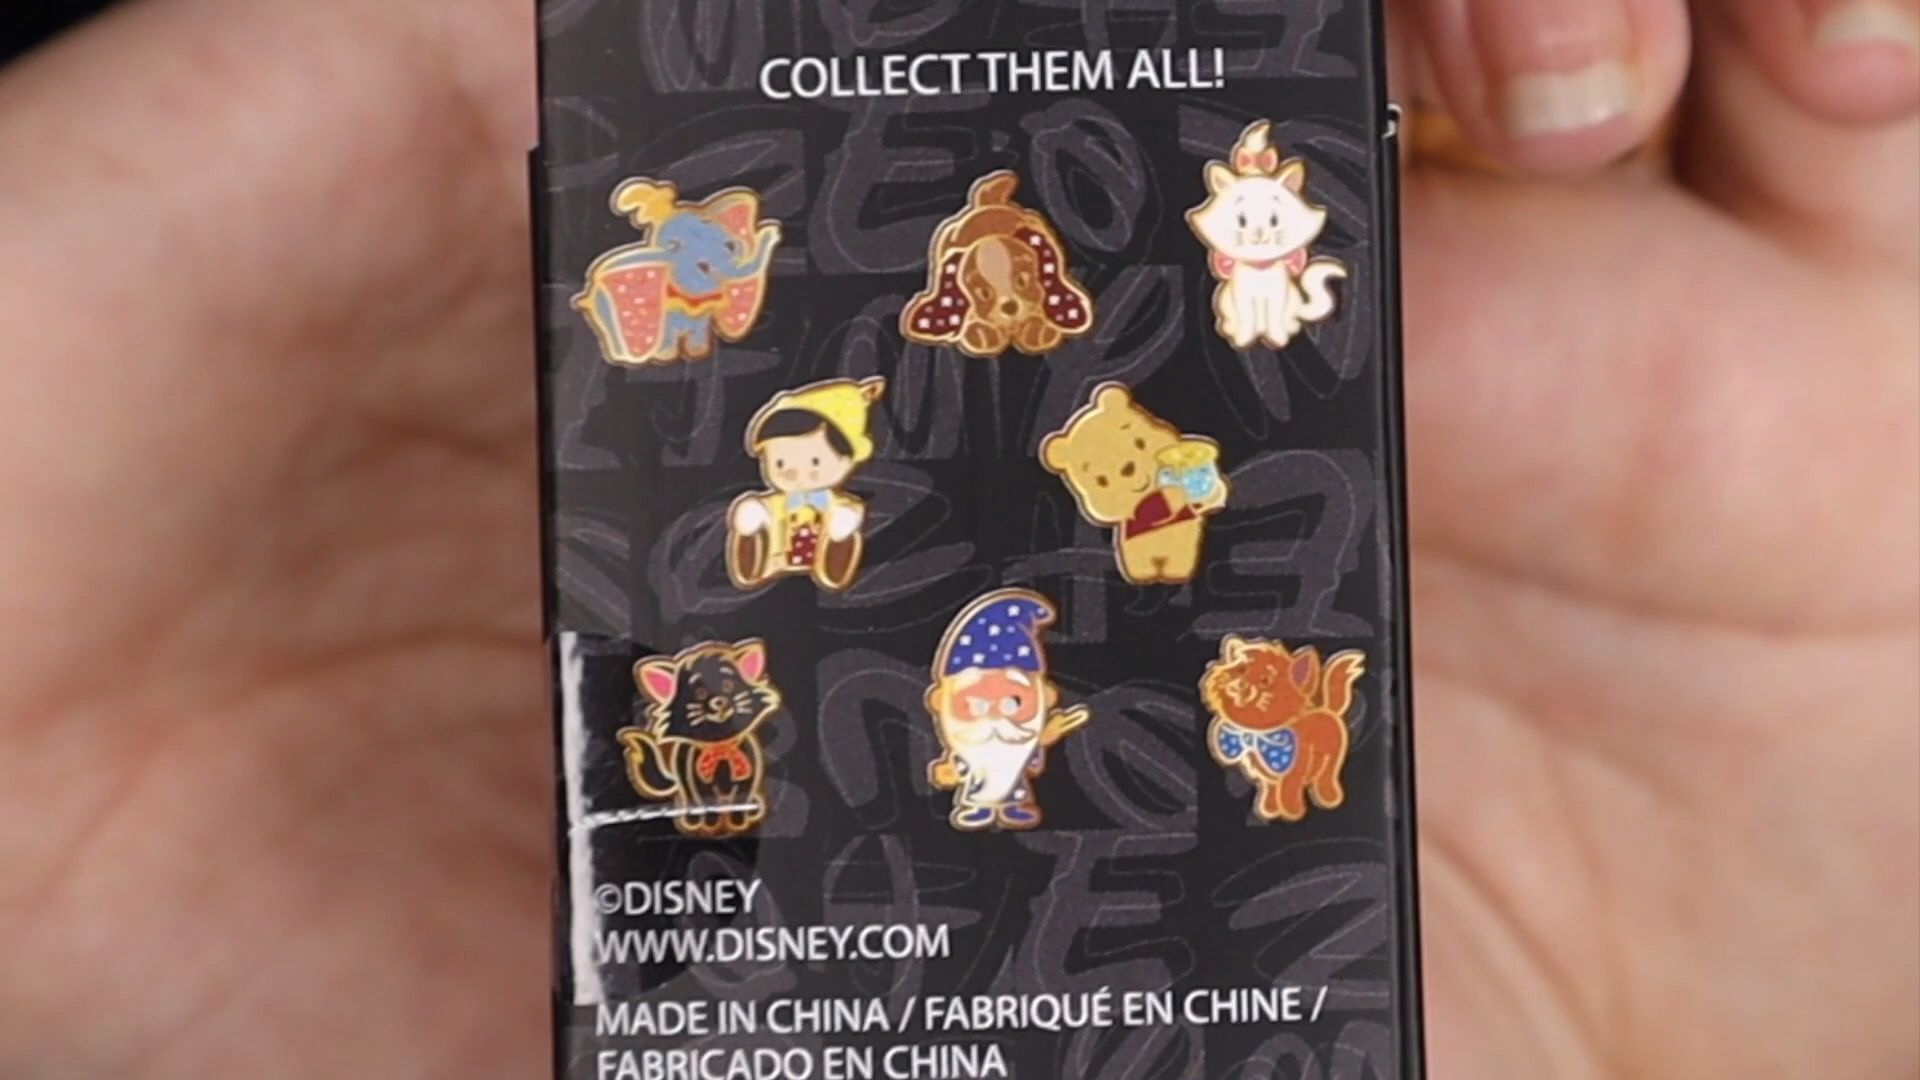 COLLECT THEM ALL!
©DISNEY
WWW.DISNEY.COM
MADE IN CHINA / FABRIQUÉ EN CHINE /
FABRICADO EN CHINA